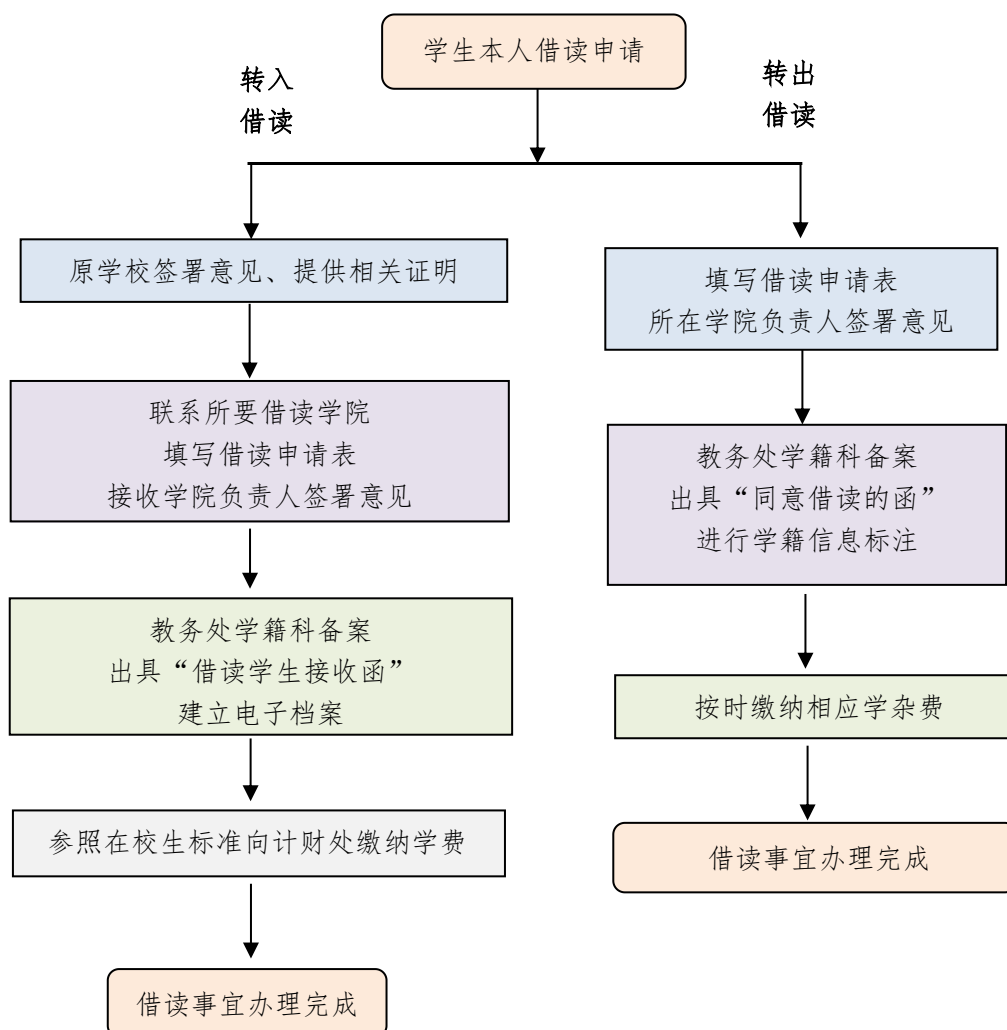 学生本人借读申请
转入
借读
转出
借读
原学校签署意见、提供相关证明
联系所要借读学院
填写借读申请表
接收学院负责人签署意见
教务处学籍科备案
出具“借读学生接收函”
建立电子档案
参照在校生标准向计财处缴纳学费
借读事宜办理完成
填写借读申请表
所在学院负责人签署意见
教务处学籍科备案
出具“同意借读的函”
进行学籍信息标注
按时缴纳相应学杂费
借读事宜办理完成